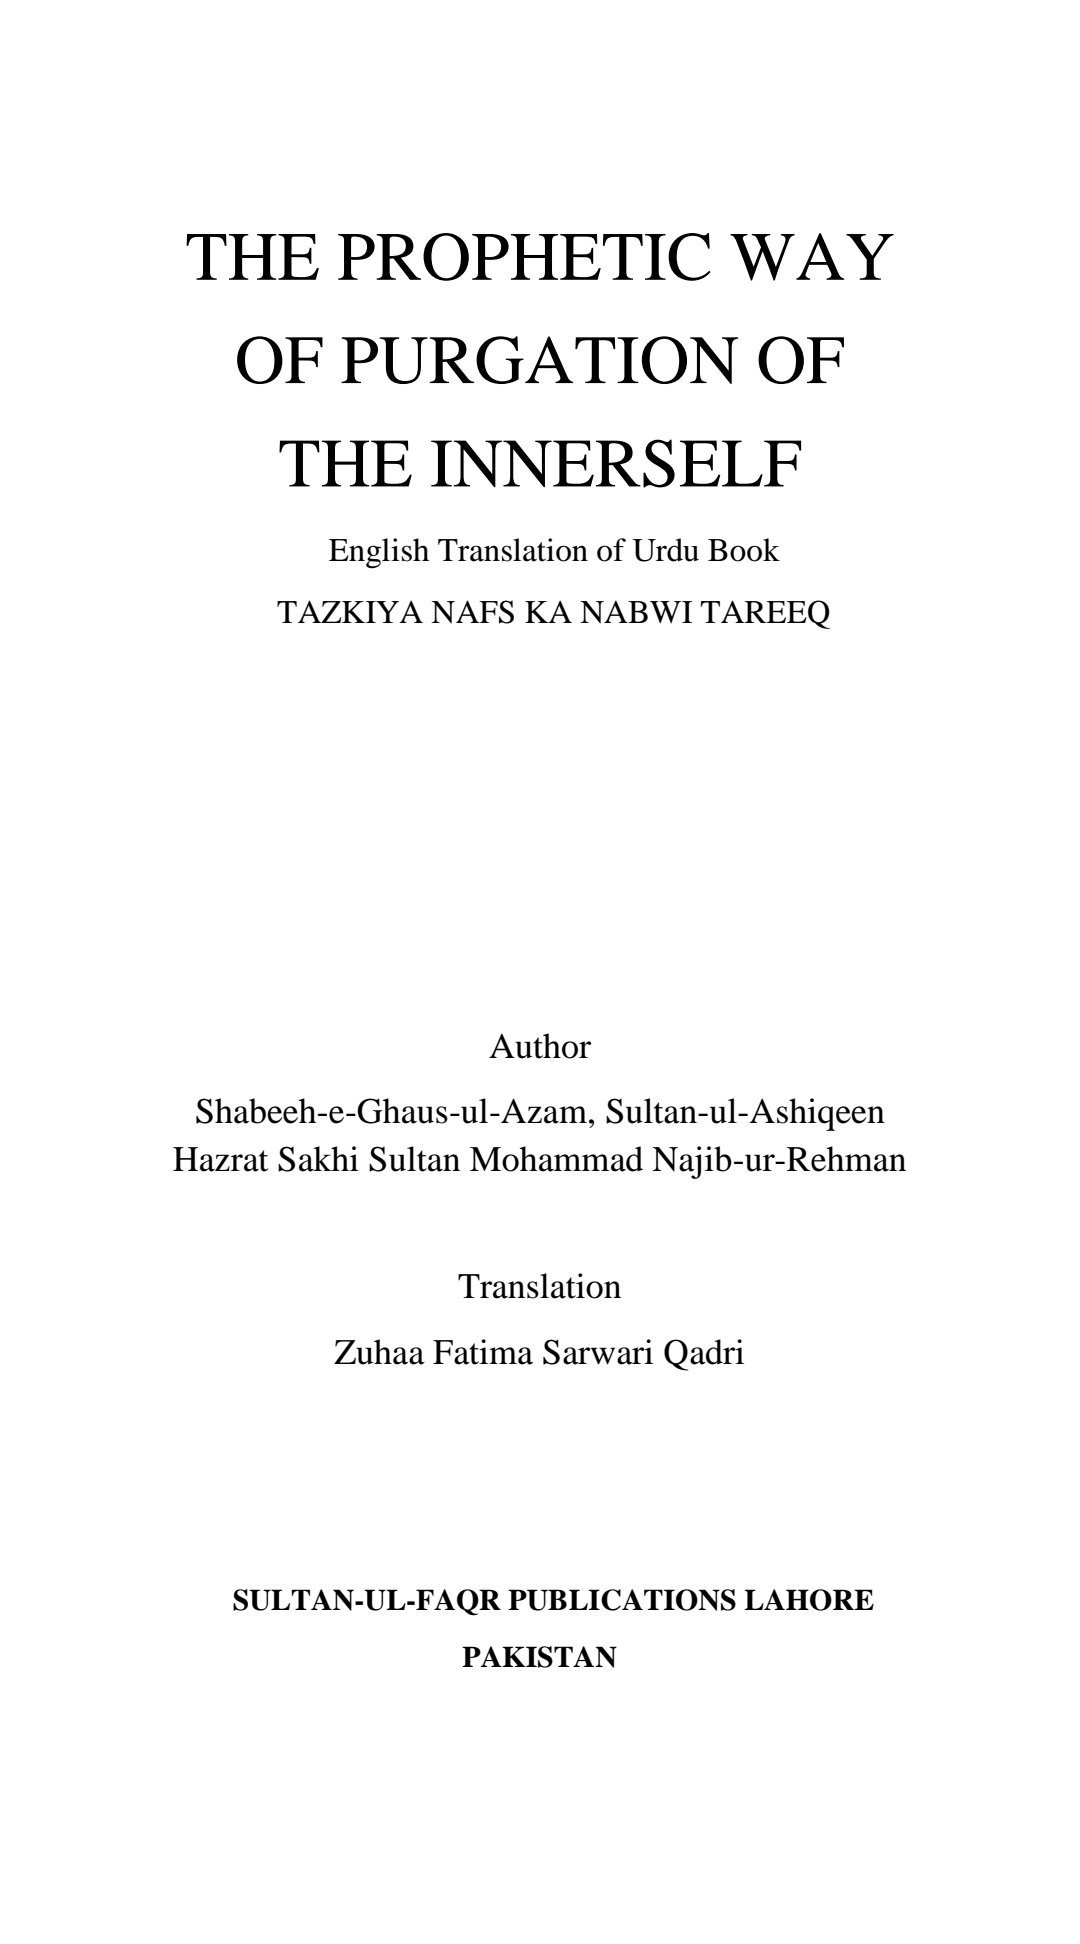 THE PROPHETIC WAY
OF PURGATION OF
THE INNERSELF
English Translation of Urdu Book
TAZKIYA NAFS KA NABWI TAREEQ
Author
Shabeeh-e-Ghaus-ul-Azam, Sultan-ul-Ashiqeen
Hazrat Sakhi Sultan Mohammad Najib-ur-Rehman
Translation
Zuhaa Fatima Sarwari Qadri
SULTAN-UL-FAQR PUBLICATIONS LAHORE
PAKISTAN